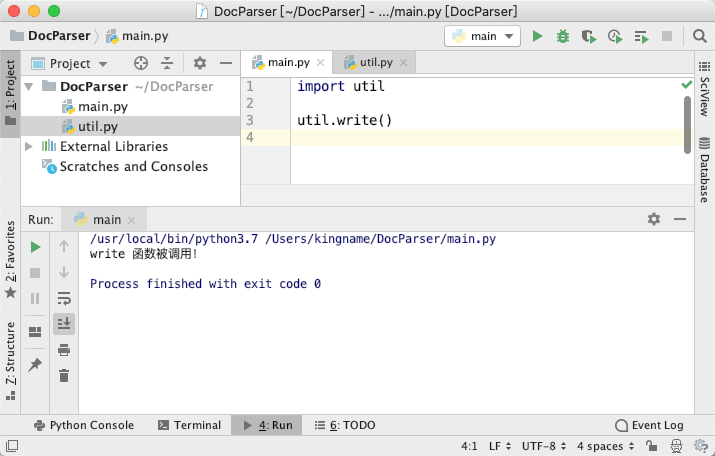 DocParser [~/DocParser] - .../main.py [DocParser]
DocParser main.py main
1: Project
Project
main.py util.py
DocParser ~/DocParser
main.py
util.py
External Libraries
Scratches and Consoles
1 import util
2
3 util.write()
4
SciView
Database
Run: main
/usr/local/bin/python3.7 /Users/kingname/DocParser/main.py
write 函数被调用!
Process finished with exit code 0
2: Favorites
7: Structure
Python Console Terminal 4: Run 6: TODO Event Log
4:1 LF UTF-8 4 spaces